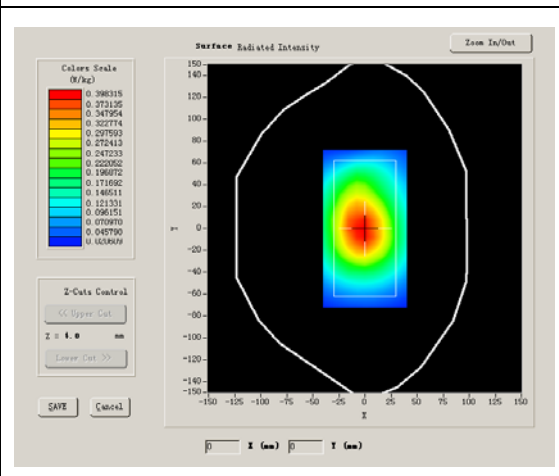 Surface Radiated Intensity
Zoom In/Out
Colors Scale
(W/kg)
0.398315
0.373135
0.347954
0.322774
0.297593
0.272413
0.247233
0.222052
0.196872
0.171692
0.146511
0.121331
0.096151
0.070970
0.045790
0.020609
150
140
120
100
80
60
40
20
0
-20
-40
-60
-80
-100
-120
-140
-150
Y
-150 -125 -100 -75 -50 -25 0 25 50 75 100 125 150
X
Z-Cuts Control
<< Upper Cut
Z = 4.0 mm
Lower Cut >>
SAVE
Cancel
0 X (mm) 0 Y (mm)